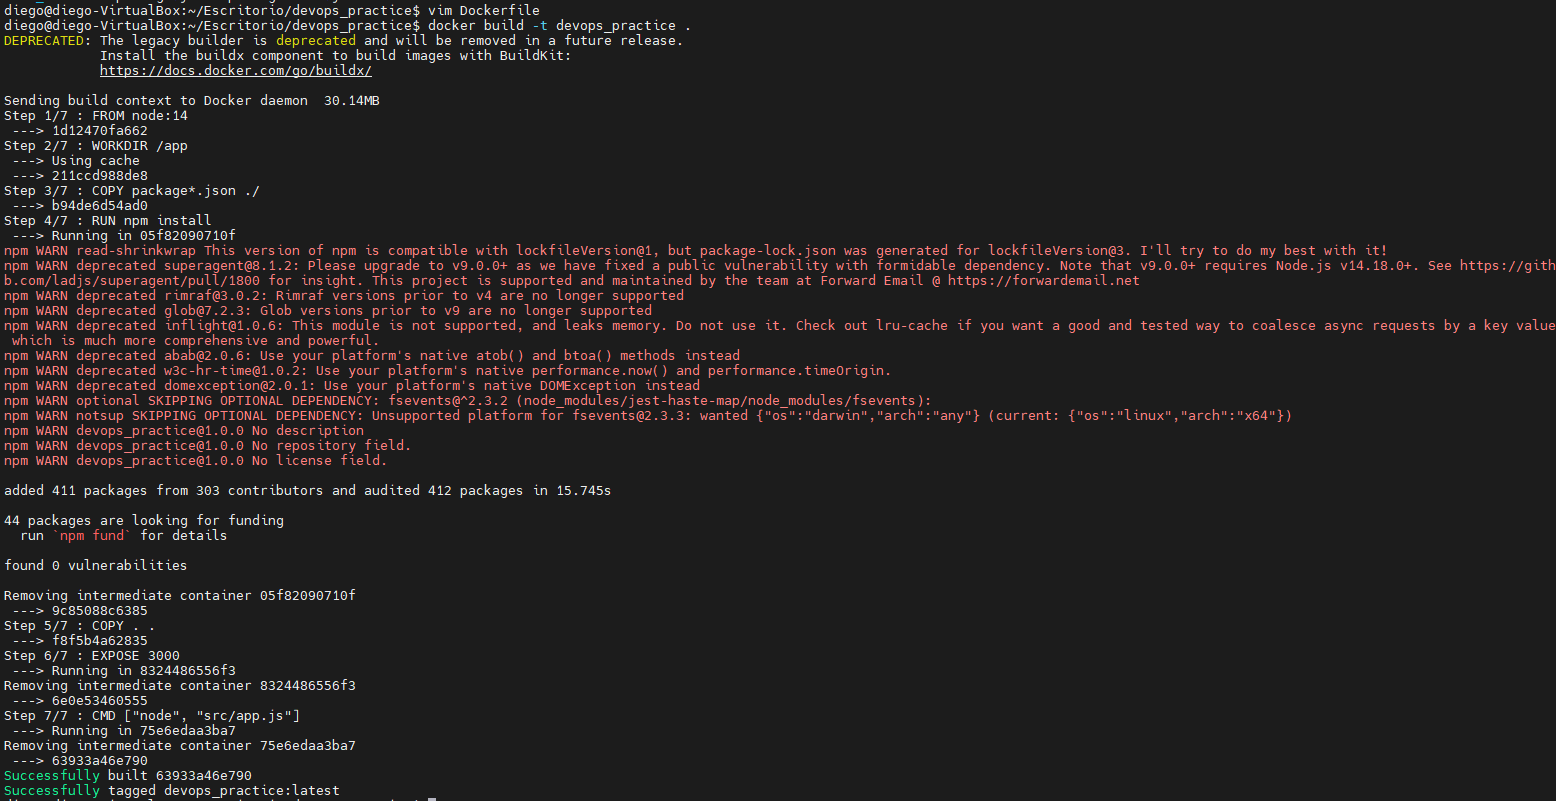 diego@diego-VirtualBox:~/Escritorio/devops_practice$ vim Dockerfile
diego@diego-VirtualBox:~/Escritorio/devops_practice$ docker build -t devops_practice .
DEPRECATED: The legacy builder is deprecated and will be removed in a future release.
            Install the buildx component to build images with BuildKit:
            https://docs.docker.com/go/buildx/
Sending build context to Docker daemon  30.14MB
Step 1/7 : FROM node:14
 ---> 1d12470fa662
Step 2/7 : WORKDIR /app
 ---> Using cache
 ---> 211ccd988de8
Step 3/7 : COPY package*.json ./
 ---> b94de6d54ad0
Step 4/7 : RUN npm install
 ---> Running in 05f82090710f
npm WARN read-shrinkwrap This version of npm is compatible with lockfileVersion@1, but package-lock.json was generated for lockfileVersion@3. I'll try to do my best with it!
npm WARN deprecated superagent@8.1.2: Please upgrade to v9.0.0+ as we have fixed a public vulnerability with formidable dependency. Note that v9.0.0+ requires Node.js v14.18.0+. See https://gith
b.com/ladjs/superagent/pull/1800 for insight. This project is supported and maintained by the team at Forward Email @ https://forwardemail.net
npm WARN deprecated rimraf@3.0.2: Rimraf versions prior to v4 are no longer supported
npm WARN deprecated glob@7.2.3: Glob versions prior to v9 are no longer supported
npm WARN deprecated inflight@1.0.6: This module is not supported, and leaks memory. Do not use it. Check out lru-cache if you want a good and tested way to coalesce async requests by a key value
 which is much more comprehensive and powerful.
npm WARN deprecated abab@2.0.6: Use your platform's native atob() and btoa() methods instead
npm WARN deprecated w3c-hr-time@1.0.2: Use your platform's native performance.now() and performance.timeOrigin.
npm WARN deprecated domexception@2.0.1: Use your platform's native DOMException instead
npm WARN optional SKIPPING OPTIONAL DEPENDENCY: fsevents@^2.3.2 (node_modules/jest-haste-map/node_modules/fsevents):
npm WARN notsup SKIPPING OPTIONAL DEPENDENCY: Unsupported platform for fsevents@2.3.3: wanted {"os":"darwin","arch":"any"} (current: {"os":"linux","arch":"x64"})
npm WARN devops_practice@1.0.0 No description
npm WARN devops_practice@1.0.0 No repository field.
npm WARN devops_practice@1.0.0 No license field.
added 411 packages from 303 contributors and audited 412 packages in 15.745s
44 packages are looking for funding
  run `npm fund` for details
found 0 vulnerabilities
Removing intermediate container 05f82090710f
 ---> 9c85088c6385
Step 5/7 : COPY . .
 ---> f8f5b4a62835
Step 6/7 : EXPOSE 3000
 ---> Running in 8324486556f3
Removing intermediate container 8324486556f3
 ---> 6e0e53460555
Step 7/7 : CMD ["node", "src/app.js"]
 ---> Running in 75e6edaa3ba7
Removing intermediate container 75e6edaa3ba7
 ---> 63933a46e790
Successfully built 63933a46e790
Successfully tagged devops_practice:latest